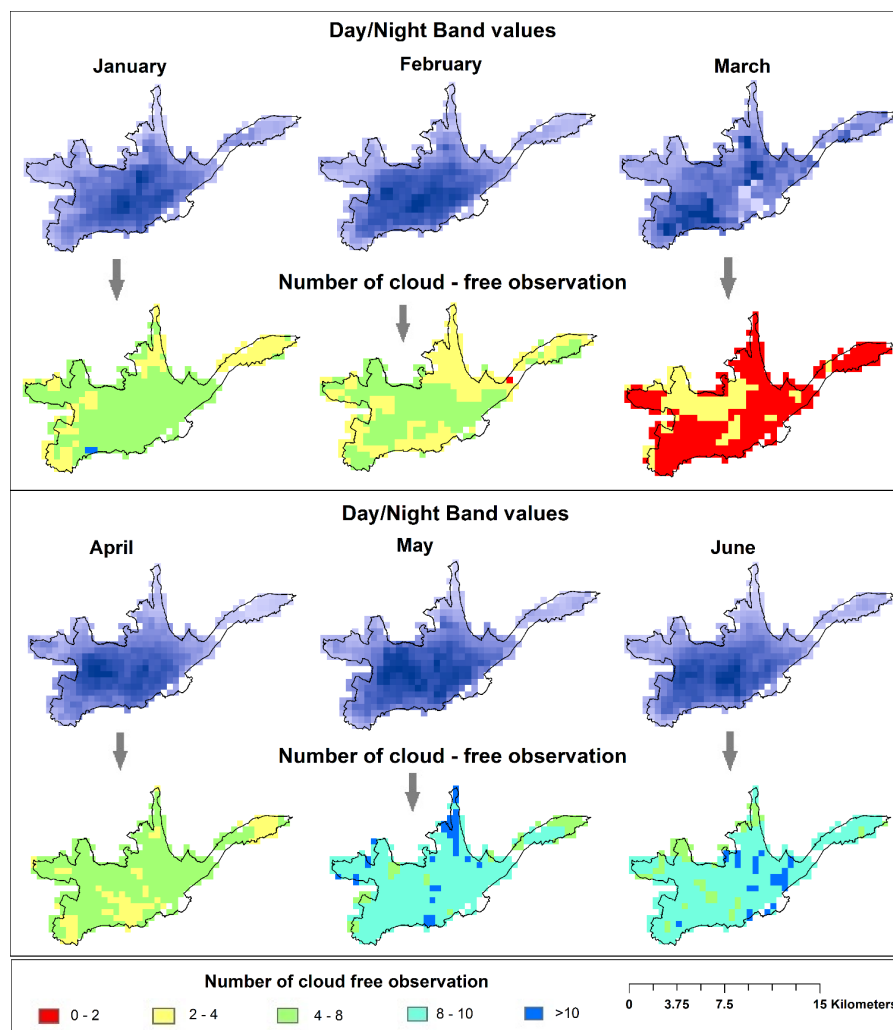 Day/Night Band values
January February March
Number of cloud - free observation
Day/Night Band values
April May June
Number of cloud - free observation
Number of cloud free observation
0 - 2 2 - 4 4 - 8 8 - 10 >10
0 3.75 7.5 15 Kilometers